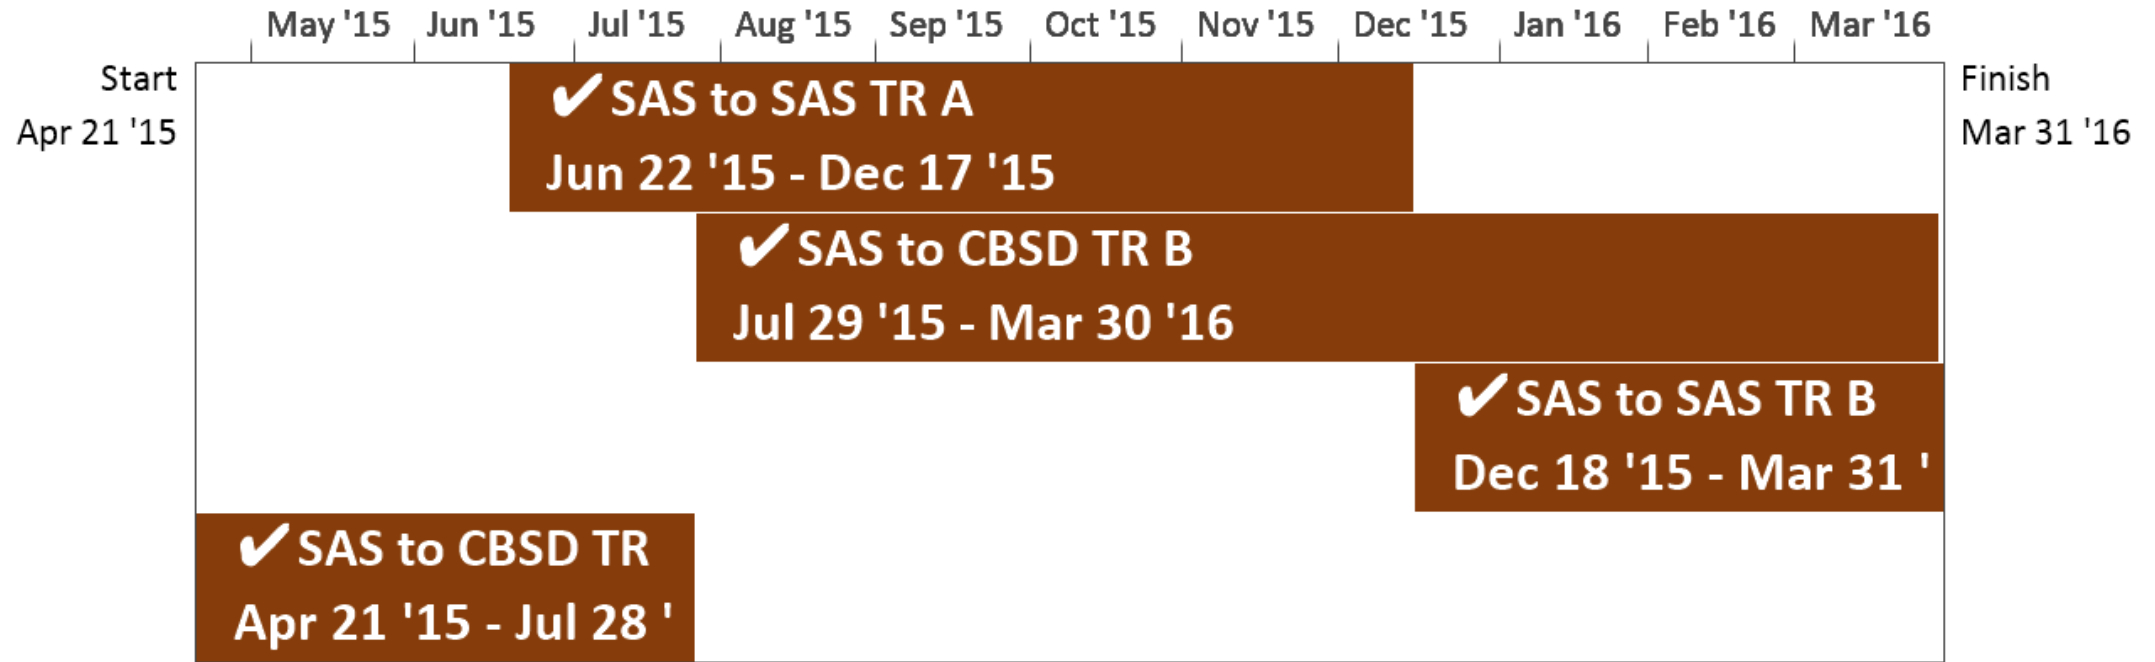 May '15 Jun '15 Jul '15 Aug '15 Sep '15 Oct '15 Nov '15 Dec '15 Jan '16 Feb '16 Mar '16
Start
Apr 21 '15
Finish
Mar 31 '16
✔ SAS to SAS TR A
Jun 22 '15 - Dec 17 '15
✔ SAS to CBSD TR B
Jul 29 '15 - Mar 30 '16
✔ SAS to SAS TR B
Dec 18 '15 - Mar 31 '
✔ SAS to CBSD TR
Apr 21 '15 - Jul 28 '